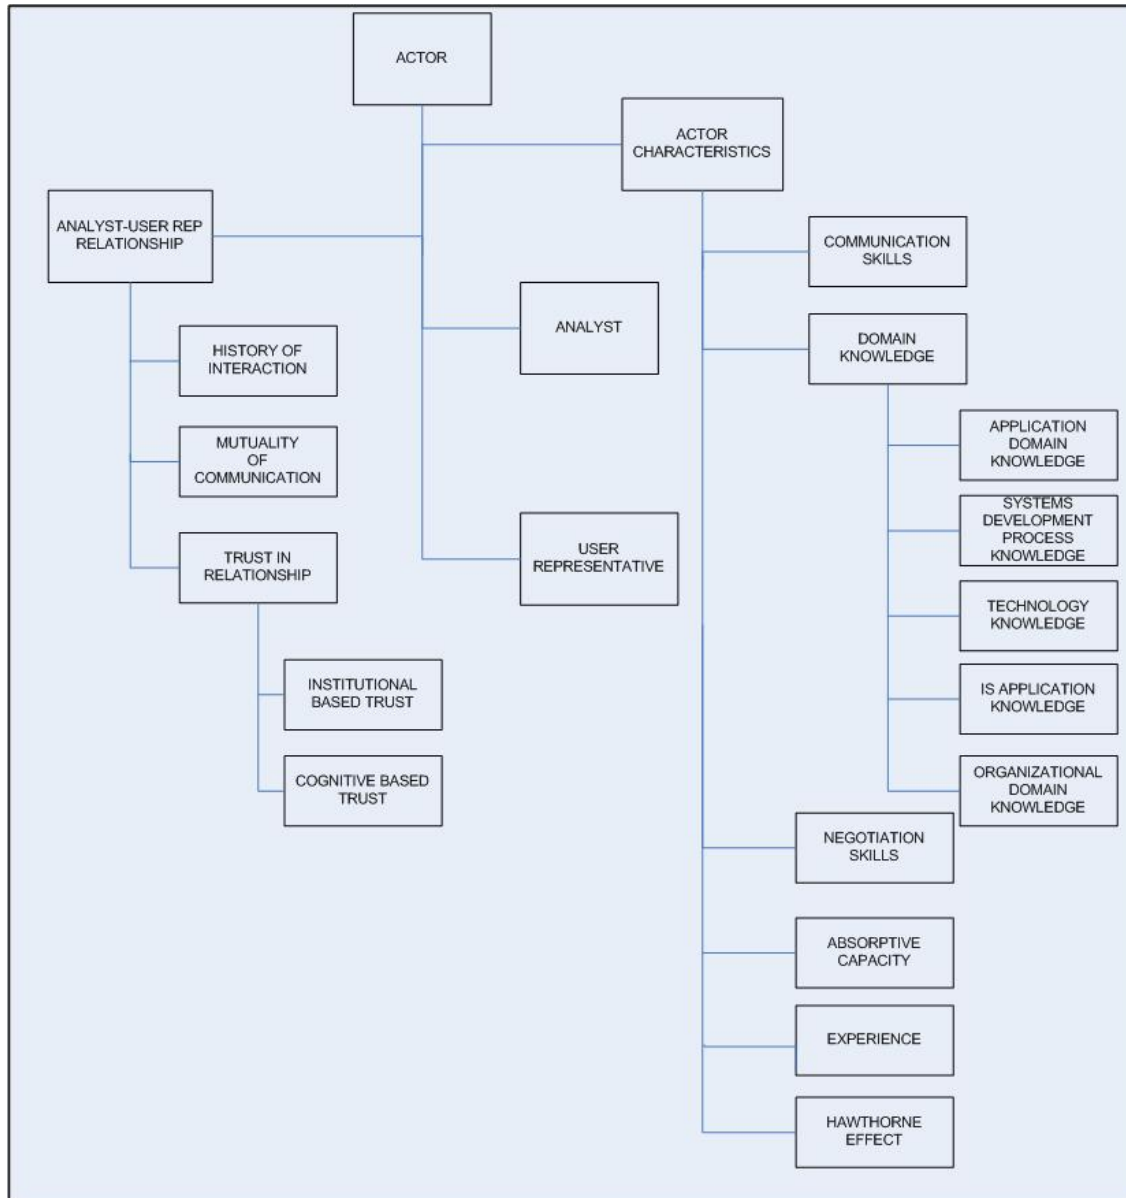 ACTOR
ACTOR
CHARACTERISTICS
ANALYST-USER REP
RELATIONSHIP
COMMUNICATION
SKILLS
ANALYST
HISTORY OF
INTERACTION
DOMAIN
KNOWLEDGE
MUTUALITY
OF
COMMUNICATION
APPLICATION
DOMAIN
KNOWLEDGE
SYSTEMS
DEVELOPMENT
PROCESS
KNOWLEDGE
TRUST IN
RELATIONSHIP
USER
REPRESENTATIVE
TECHNOLOGY
KNOWLEDGE
INSTITUTIONAL
BASED TRUST
IS APPLICATION
KNOWLEDGE
COGNITIVE BASED
TRUST
ORGANIZATIONAL
DOMAIN
KNOWLEDGE
NEGOTIATION
SKILLS
ABSORPTIVE
CAPACITY
EXPERIENCE
HAWTHORNE
EFFECT